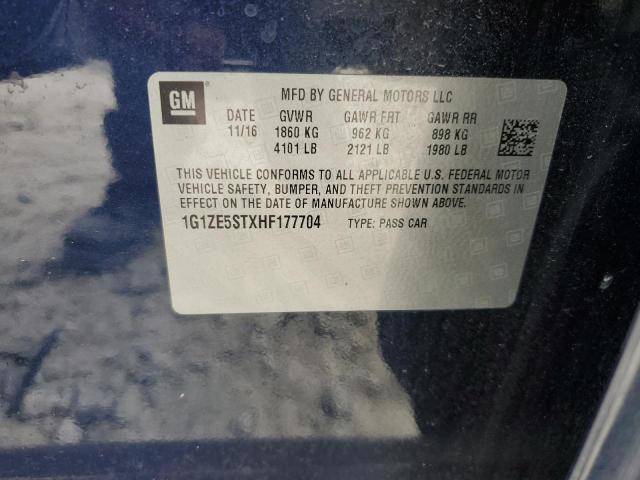 GM
MFD BY GENERAL MOTORS LLC
DATE GVWR GAWR FRT GAWR RR
11/16 1860 KG 962 KG 898 KG
4101 LB 2121 LB 1980 LB
THIS VEHICLE CONFORMS TO ALL APPLICABLE U.S. FEDERAL MOTOR
VEHICLE SAFETY, BUMPER, AND THEFT PREVENTION STANDARDS IN
EFFECT ON THE DATE OF MANUFACTURE SHOWN ABOVE.
1G1ZE5STXHF177704 TYPE: PASS CAR